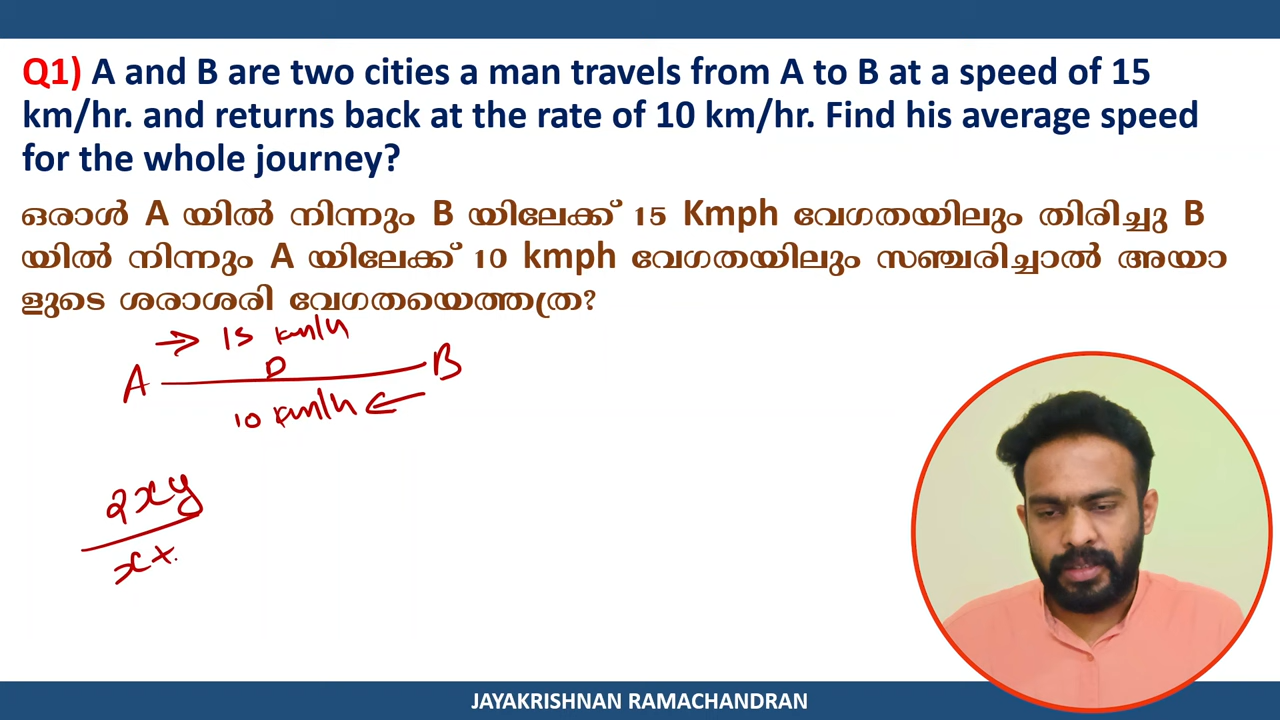 Q1) A and B are two cities a man travels from A to B at a speed of 15
km/hr. and returns back at the rate of 10 km/hr. Find his average speed
for the whole journey?
ഒരാൾ A യിൽ നിന്നും B യിലേക്ക് 15 Kmph വേഗതയിലും തിരിച്ചു B
യിൽ നിന്നും A യിലേക്ക് 10 kmph വേഗതയിലും സഞ്ചരിച്ചാൽ അയാ
ളുടെ ശരാശരി വേഗതയെത്തത്ര?
→ 15 km/h
A D B
10 km/h ←
2xy
x+
JAYAKRISHNAN RAMACHANDRAN